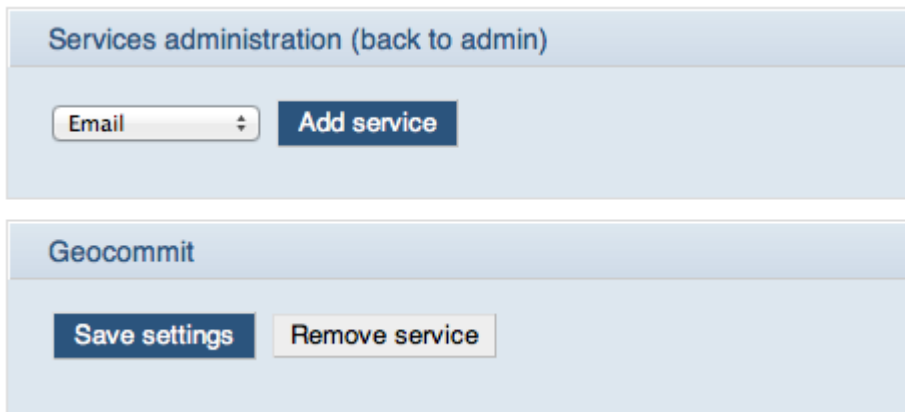 Services administration (back to admin)
Email Add service
Geocommit
Save settings Remove service